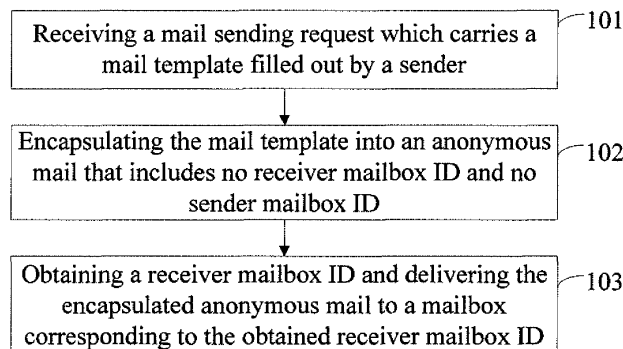 Receiving a mail sending request which carries a
mail template filled out by a sender
101
Encapsulating the mail template into an anonymous
mail that includes no receiver mailbox ID and no
sender mailbox ID
102
Obtaining a receiver mailbox ID and delivering the
encapsulated anonymous mail to a mailbox
corresponding to the obtained receiver mailbox ID
103